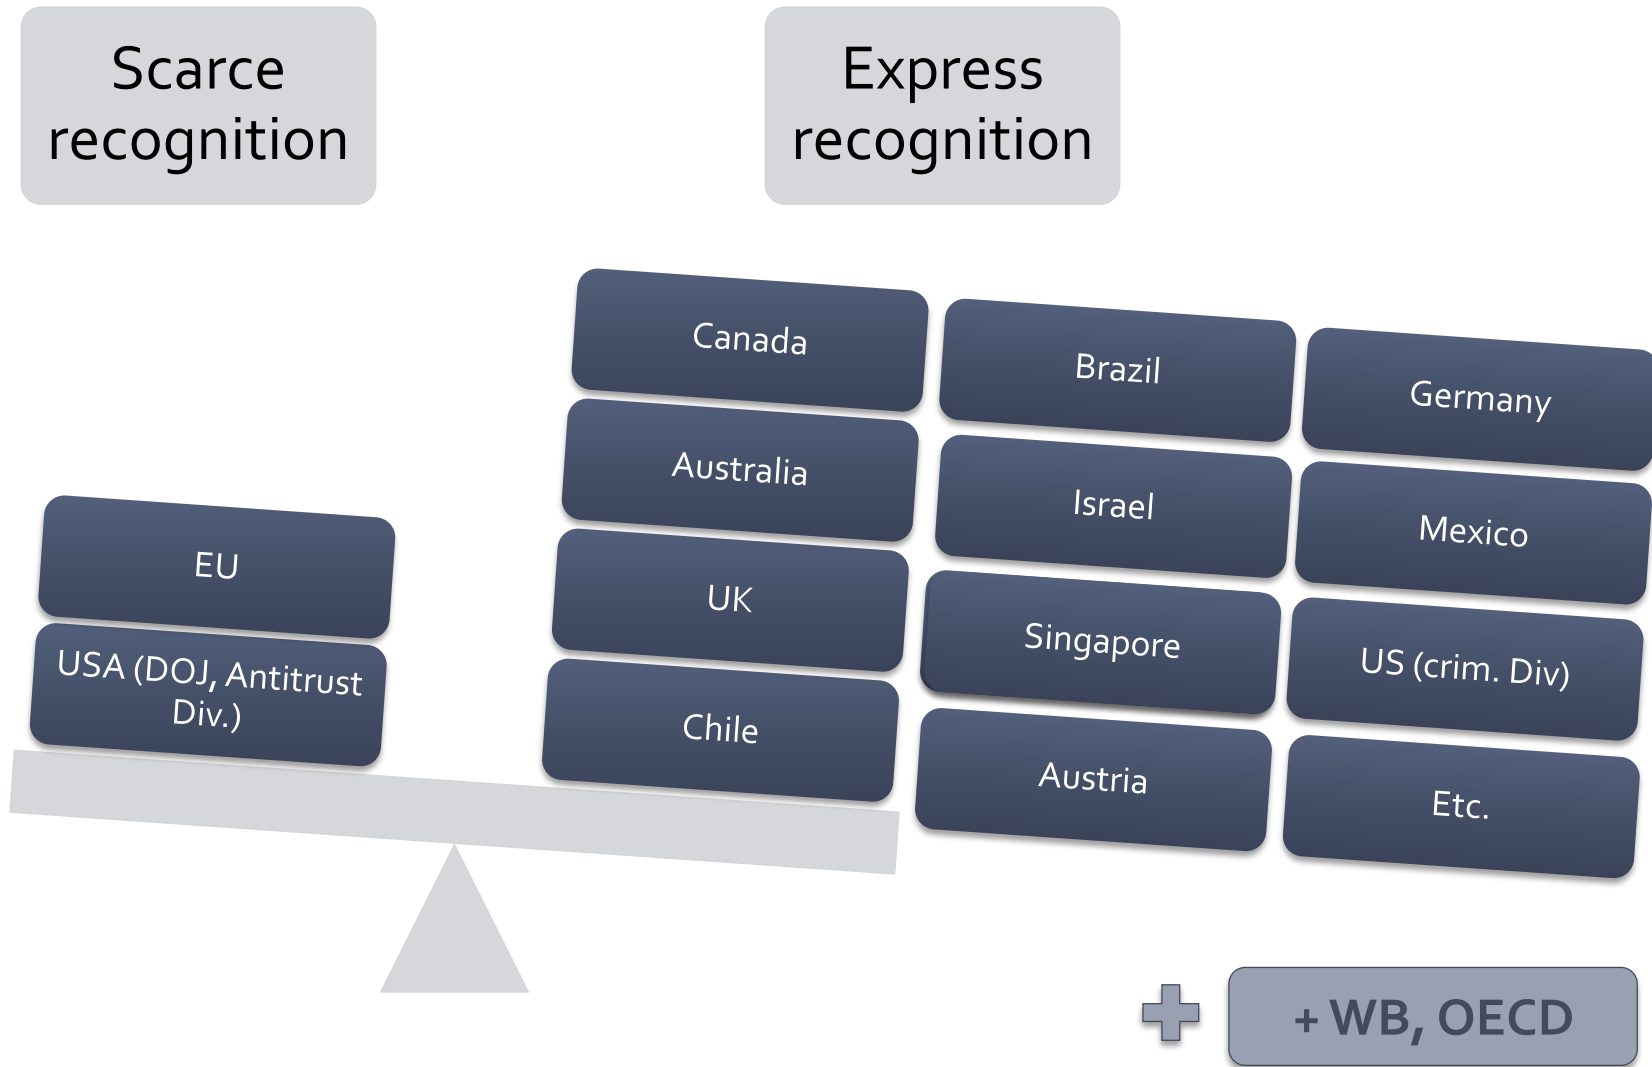 Scarce
recognition
Express
recognition
EU
USA (DOJ, Antitrust
Div.)
Canada
Australia
UK
Chile
Brazil
Israel
Singapore
Austria
Germany
Mexico
US (crim. Div)
Etc.
+ WB, OECD